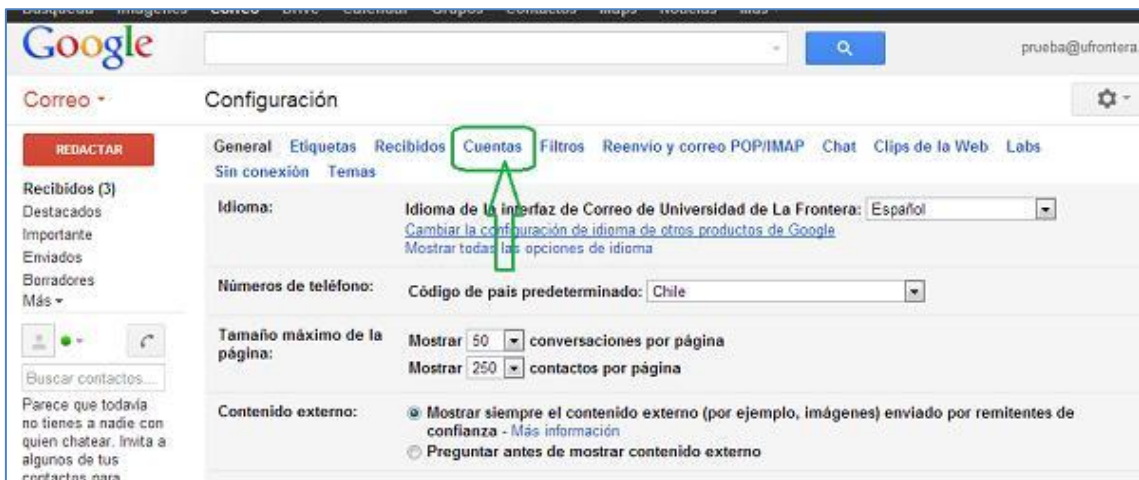 Google
prueba@ufrontera.
Correo
Configuración
REDACTAR
General Etiquetas Recibidos Cuentas Filtros Reenvío y correo POP/IMAP Chat Clips de la Web Labs
Sin conexión Temas
Recibidos (3)
Destacados
Importante
Enviados
Borradores
Más
Buscar contactos...
Parece que todavía
no tienes a nadie con
quien chatear. Invita a
algunos de tus
contactos para
Idioma:
Idioma de la interfaz de Correo de Universidad de La Frontera: Español
Cambiar la configuración de idioma de otros productos de Google
Mostrar todas las opciones de idioma
Números de teléfono:
Código de país predeterminado: Chile
Tamaño máximo de la
página:
Mostrar 50 conversaciones por página
Mostrar 250 contactos por página
Contenido externo:
Mostrar siempre el contenido externo (por ejemplo, imágenes) enviado por remitentes de
confianza - Más información
Preguntar antes de mostrar contenido externo